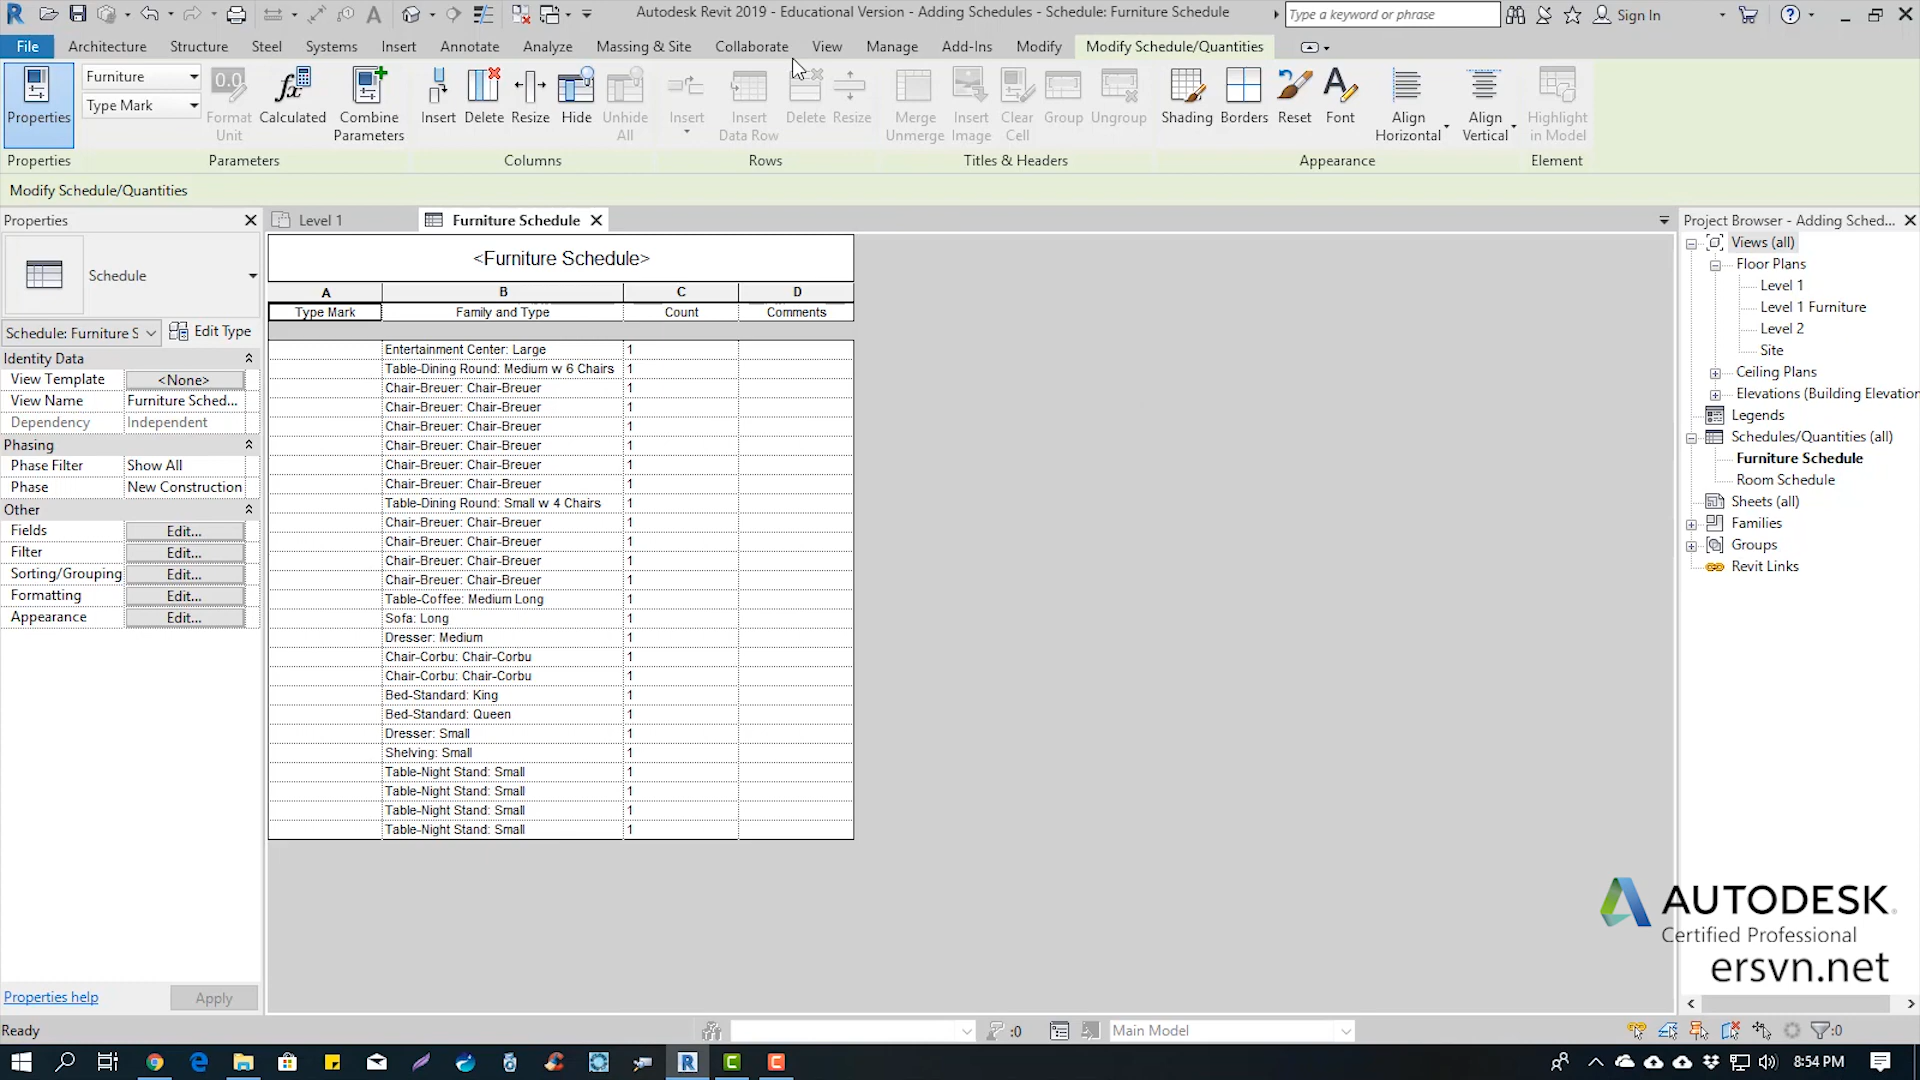 Autodesk Revit 2019 - Educational Version - Adding Schedules - Schedule: Furniture Schedule
Type a keyword or phrase
Sign In
File Architecture Structure Steel Systems Insert Annotate Analyze Massing & Site Collaborate View Manage Add-Ins Modify Modify Schedule/Quantities
Furniture
Type Mark
Properties
Format Unit
Calculated
Combine Parameters
Insert Delete Resize Hide Unhide All
Insert
Insert Data Row
Delete Resize
Merge Unmerge
Insert Image
Clear Cell
Group Ungroup
Shading Borders Reset Font
Align Horizontal
Align Vertical
Highlight in Model
Properties Parameters Columns Rows Titles & Headers Appearance Element
Modify Schedule/Quantities
Properties
Schedule
Schedule: Furniture S
Edit Type
Identity Data
View Template <None>
View Name Furniture Sched...
Dependency Independent
Phasing
Phase Filter Show All
Phase New Construction
Other
Fields Edit...
Filter Edit...
Sorting/Grouping Edit...
Formatting Edit...
Appearance Edit...
Properties help
Apply
Level 1
Furniture Schedule
<Furniture Schedule>
A B C D
Type Mark Family and Type Count Comments
Entertainment Center: Large 1
Table-Dining Round: Medium w 6 Chairs 1
Chair-Breuer: Chair-Breuer 1
Chair-Breuer: Chair-Breuer 1
Chair-Breuer: Chair-Breuer 1
Chair-Breuer: Chair-Breuer 1
Chair-Breuer: Chair-Breuer 1
Chair-Breuer: Chair-Breuer 1
Table-Dining Round: Small w 4 Chairs 1
Chair-Breuer: Chair-Breuer 1
Chair-Breuer: Chair-Breuer 1
Chair-Breuer: Chair-Breuer 1
Chair-Breuer: Chair-Breuer 1
Table-Coffee: Medium Long 1
Sofa: Long 1
Dresser: Medium 1
Chair-Corbu: Chair-Corbu 1
Chair-Corbu: Chair-Corbu 1
Bed-Standard: King 1
Bed-Standard: Queen 1
Dresser: Small 1
Shelving: Small 1
Table-Night Stand: Small 1
Table-Night Stand: Small 1
Table-Night Stand: Small 1
Table-Night Stand: Small 1
Project Browser - Adding Sched...
Views (all)
Floor Plans
Level 1
Level 1 Furniture
Level 2
Site
Ceiling Plans
Elevations (Building Elevation
Legends
Schedules/Quantities (all)
Furniture Schedule
Room Schedule
Sheets (all)
Families
Groups
Revit Links
AUTODESK
Certified Professional
ersvn.net
Ready
:0
Main Model
:0
8:54 PM